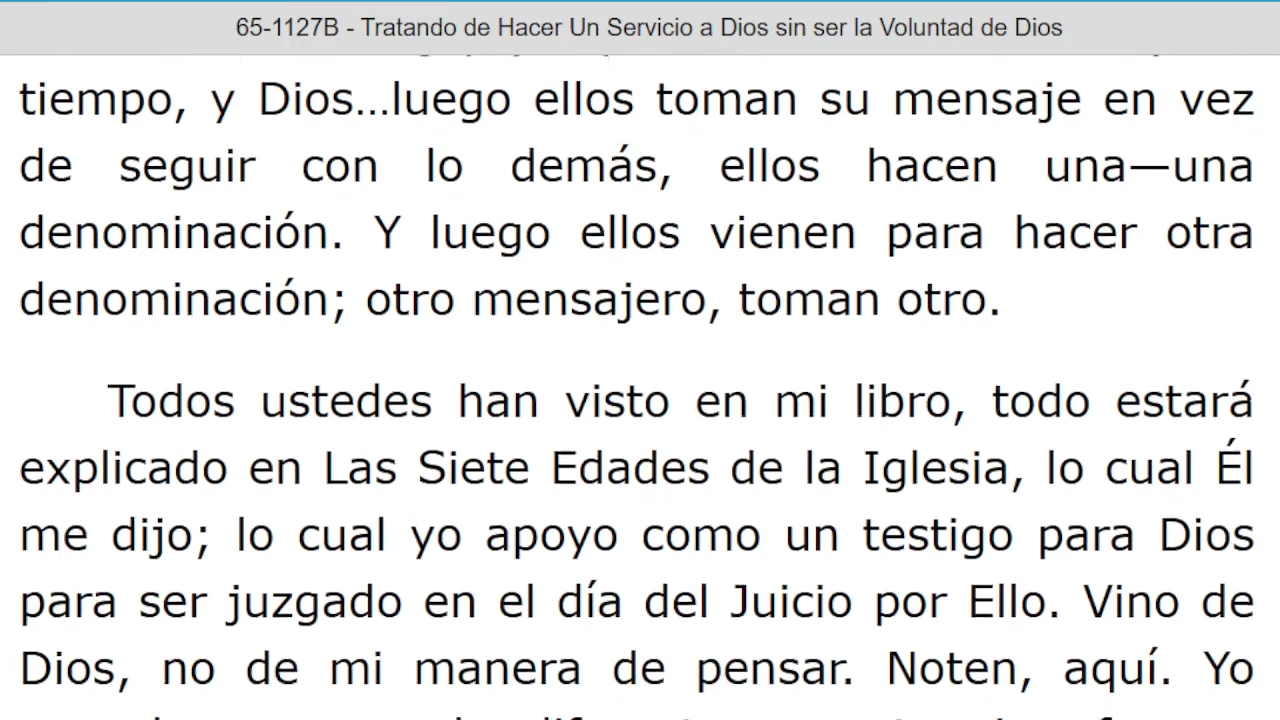 65-1127B - Tratando de Hacer Un Servicio a Dios sin ser la Voluntad de Dios
tiempo, y Dios...luego ellos toman su mensaje en vez
de seguir con lo demás, ellos hacen una—una
denominación. Y luego ellos vienen para hacer otra
denominación; otro mensajero, toman otro.
Todos ustedes han visto en mi libro, todo estará
explicado en Las Siete Edades de la Iglesia, lo cual Él
me dijo; lo cual yo apoyo como un testigo para Dios
para ser juzgado en el día del Juicio por Ello. Vino de
Dios, no de mi manera de pensar. Noten, aquí. Yo